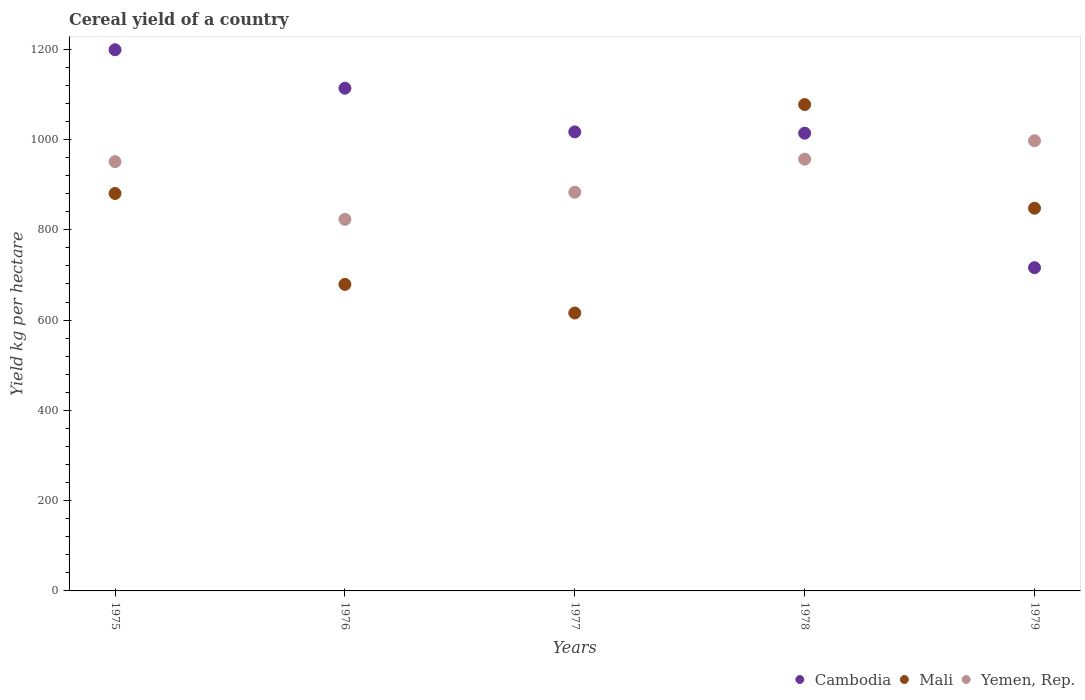 Cereal yield of a country
Yield kg per hectare
1200
1000
800
600
400
200
0
1975
1976
1977
1978
1979
Years
Cambodia
Mali
Yemen, Rep.